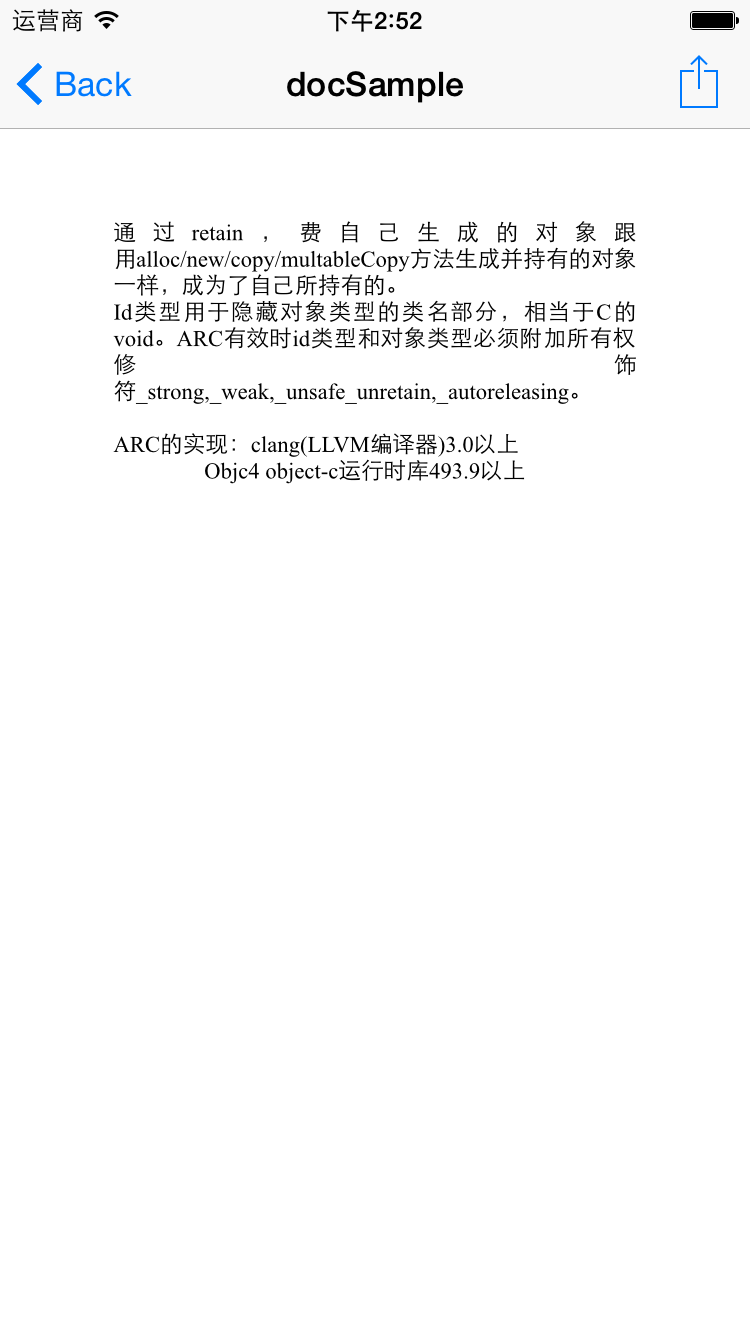 运营商 下午2:52
Back docSample
通过retain，费自己生成的对象跟
用alloc/new/copy/multableCopy方法生成并持有的对象
一样，成为了自己所持有的。
Id类型用于隐藏对象类型的类名部分，相当于C的
void。ARC有效时id类型和对象类型必须附加所有权
修饰
符_strong,_weak,_unsafe_unretain,_autoreleasing。
ARC的实现：clang(LLVM编译器)3.0以上
Objc4 object-c运行时库493.9以上